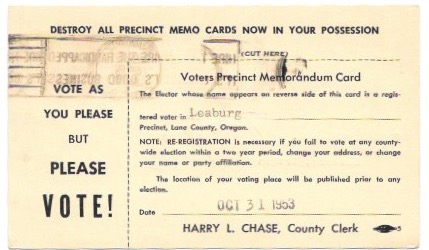 DESTROY ALL PRECINCT MEMO CARDS NOW IN YOUR POSSESSION
(CUT HERE)
VOTE AS
YOU PLEASE
BUT
PLEASE
VOTE!
Voters Precinct Memorandum Card
The Elector whose name appears on reverse side of this card is a regis-
tered voter in Leaburg
Precinct, Lane County, Oregon.
NOTE: RE-REGISTRATION is necessary if you fail to vote at any county-
wide election within a two year period, change your address, or change
your name or party affiliation.
The location of your voting place will be published prior to any
election.
Date OCT 31 1953
HARRY L. CHASE, County Clerk